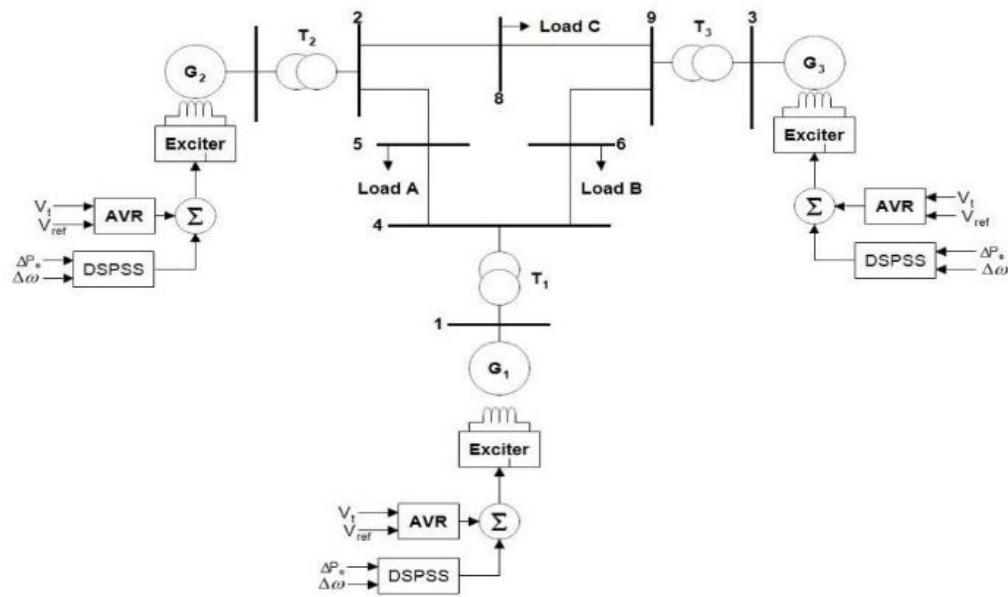 2
T2
G2
Exciter
Vt
Vref
AVR
Σ
ΔPe
Δω
DSPSS
Load C
8
9
T3
3
G3
Exciter
Σ
AVR
Vt
Vref
DSPSS
ΔPe
Δω
5
Load A
6
Load B
4
T1
1
G1
Exciter
Vt
Vref
AVR
Σ
ΔPe
Δω
DSPSS